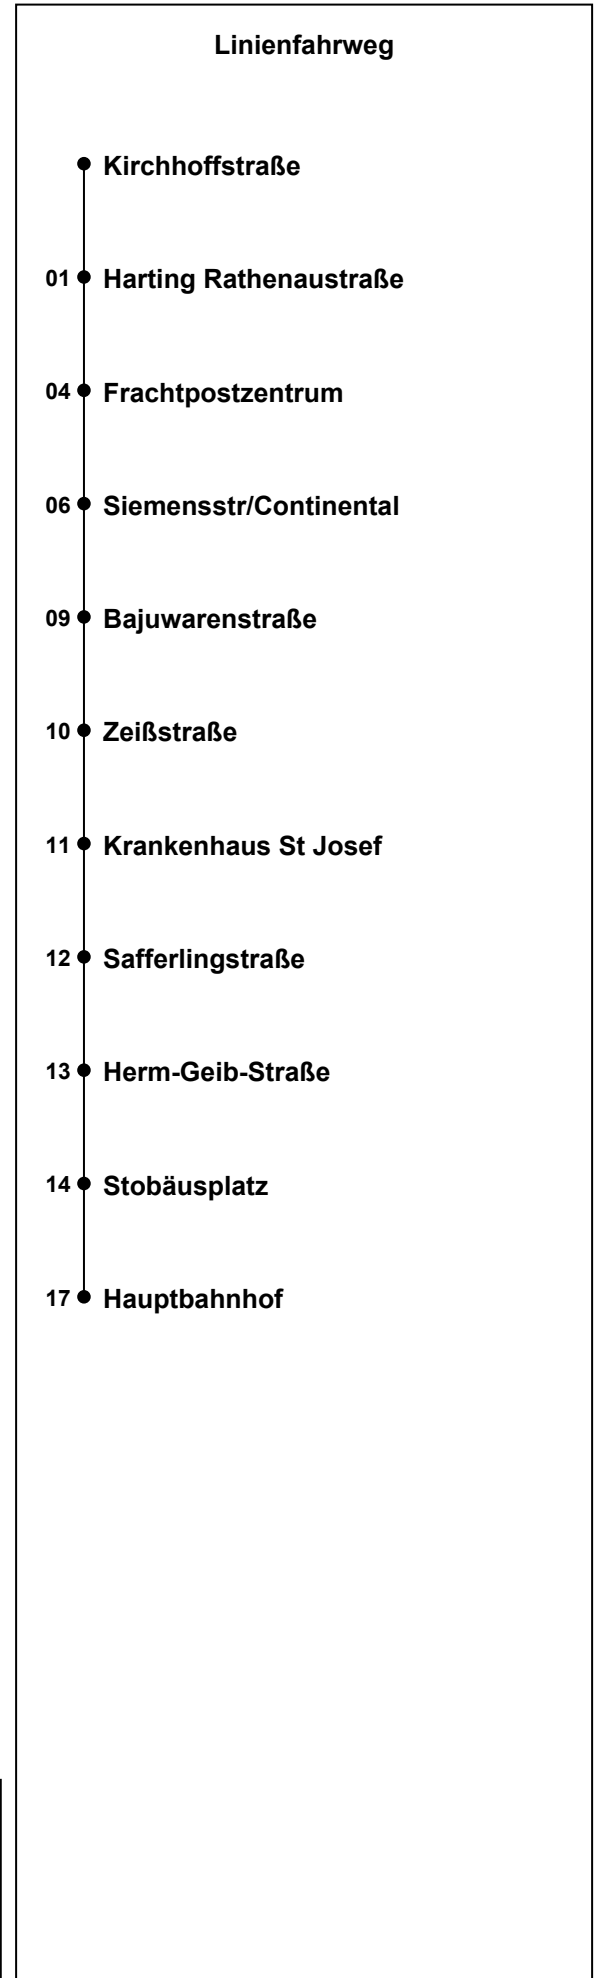 Linienfahrweg
Kirchhoffstraße
01 Harting Rathenaustraße
04 Frachtpostzentrum
06 Siemensstr/Continental
09 Bajuwarenstraße
10 Zeißstraße
11 Krankenhaus St Josef
12 Safferlingstraße
13 Herm-Geib-Straße
14 Stobäusplatz
17 Hauptbahnhof